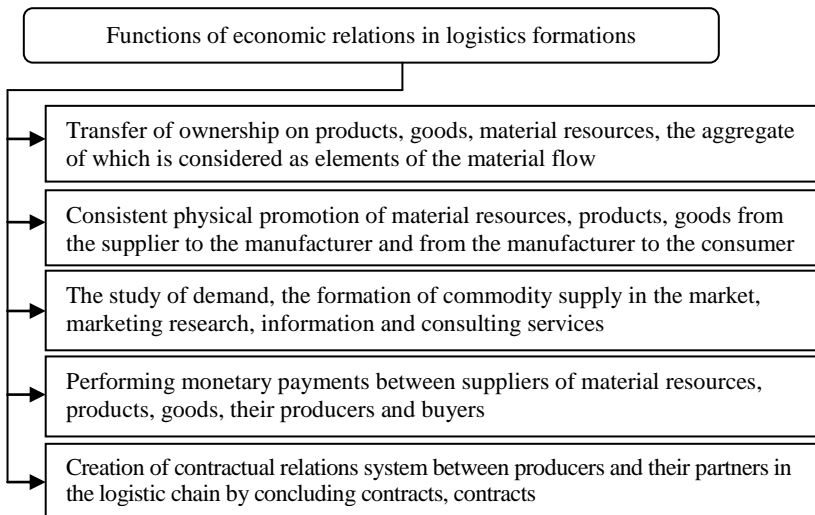 Functions of economic relations in logistics formations
Transfer of ownership on products, goods, material resources, the aggregate
of which is considered as elements of the material flow
Consistent physical promotion of material resources, products, goods from
the supplier to the manufacturer and from the manufacturer to the consumer
The study of demand, the formation of commodity supply in the market,
marketing research, information and consulting services
Performing monetary payments between suppliers of material resources,
products, goods, their producers and buyers
Creation of contractual relations system between producers and their partners in
the logistic chain by concluding contracts, contracts